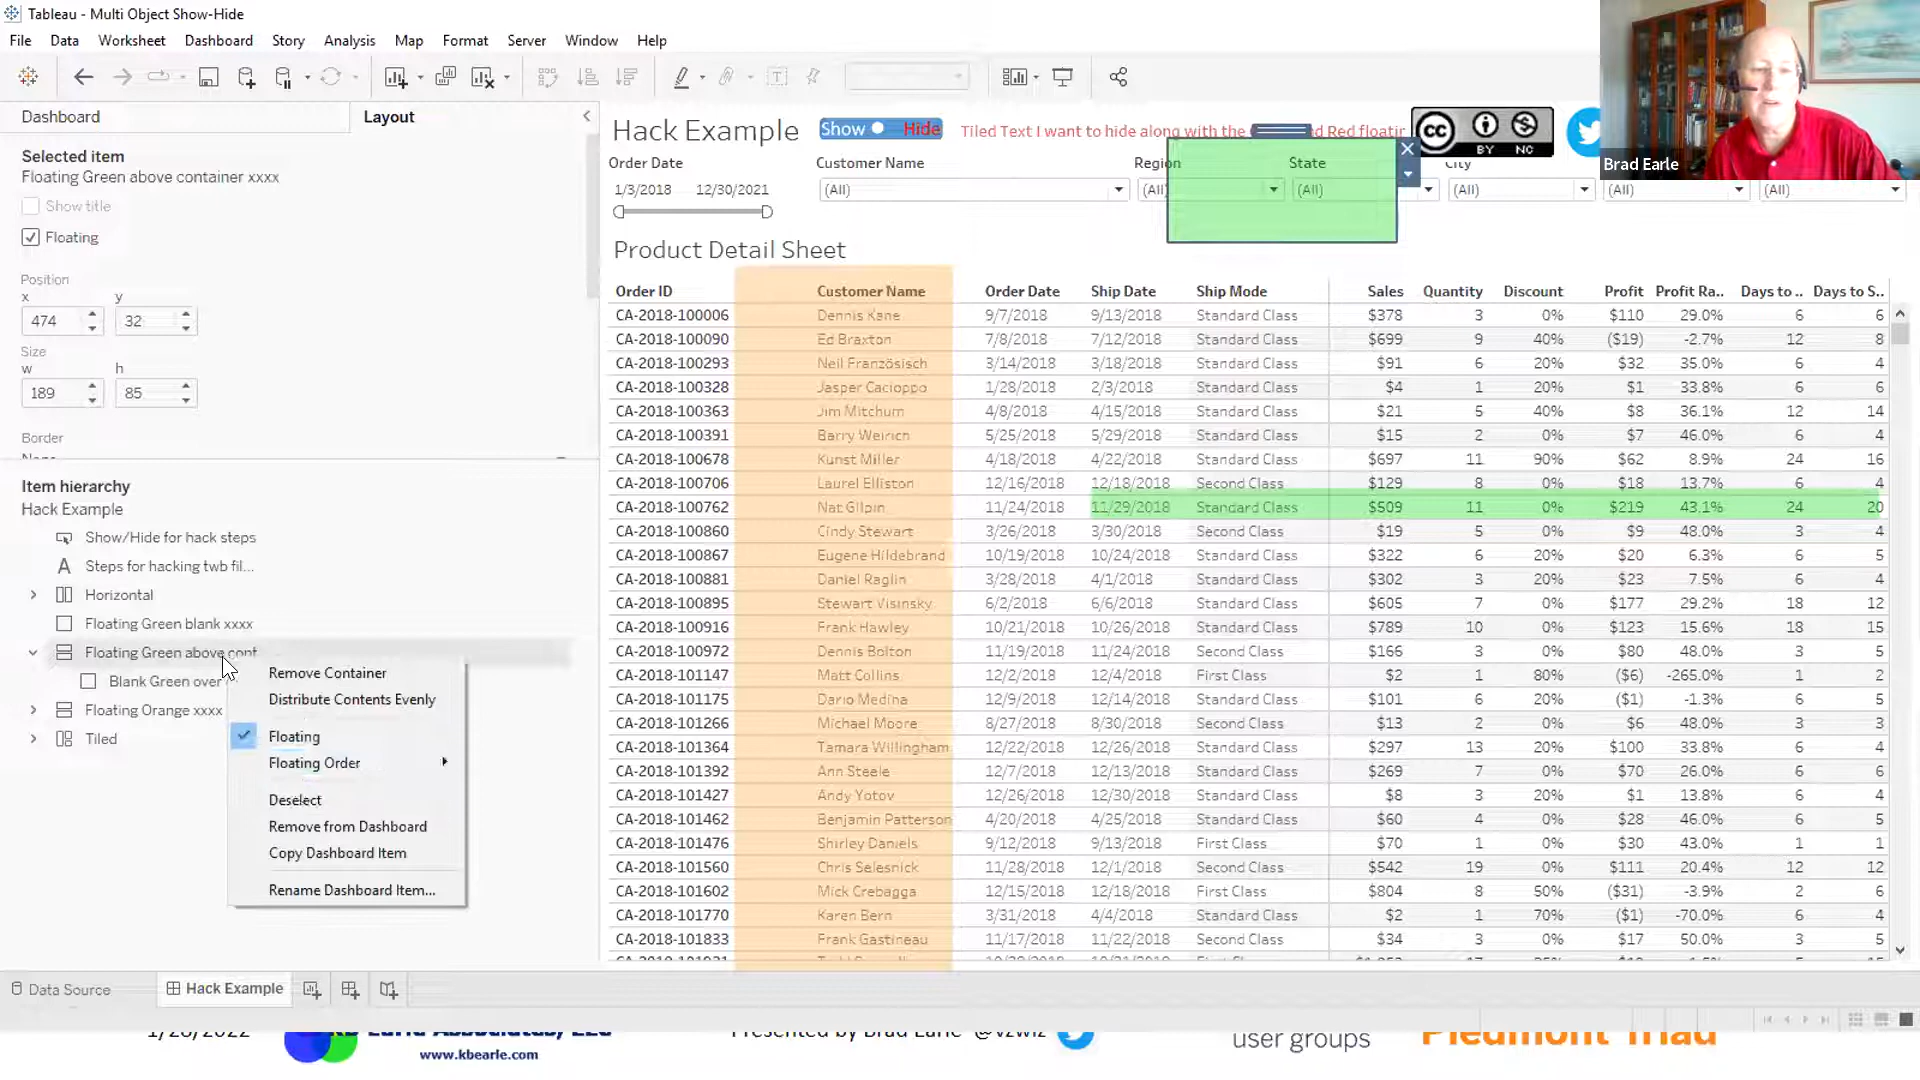 Tableau - Multi Object Show-Hide
File Data Worksheet Dashboard Story Analysis Map Format Server Window Help
Dashboard Layout
Selected item
Floating Green above container xxxx
Show title
Floating
Position
x y
474 32
Size
w h
189 85
Border
Item hierarchy
Hack Example
Show/Hide for hack steps
Steps for hacking twb fil...
Horizontal
Floating Green blank xxxx
Floating Green above cont
Blank Green over
Floating Orange xxxx
Tiled
Remove Container
Distribute Contents Evenly
Floating
Floating Order
Deselect
Remove from Dashboard
Copy Dashboard Item
Rename Dashboard Item...
Hack Example Show Hide Tiled Text I want to hide along with the Red floatir
CC BY NC
Brad Earle
Order Date Customer Name Region State City
1/3/2018 12/30/2021 (All) (All) (All) (All) (All) (All)
Product Detail Sheet
Order ID Customer Name Order Date Ship Date Ship Mode Sales Quantity Discount Profit Profit Ra.. Days to .. Days to S..
CA-2018-100006 Dennis Kane 9/7/2018 9/13/2018 Standard Class $378 3 0% $110 29.0% 6 6
CA-2018-100090 Ed Braxton 7/8/2018 7/12/2018 Standard Class $699 9 40% ($19) -2.7% 12 8
CA-2018-100293 Neil Französisch 3/14/2018 3/18/2018 Standard Class $91 6 20% $32 35.0% 6 4
CA-2018-100328 Jasper Cacioppo 1/28/2018 2/3/2018 Standard Class $4 1 20% $1 33.8% 6 6
CA-2018-100363 Jim Mitchum 4/8/2018 4/15/2018 Standard Class $21 5 40% $8 36.1% 12 14
CA-2018-100391 Barry Weirich 5/25/2018 5/29/2018 Standard Class $15 2 0% $7 46.0% 6 4
CA-2018-100678 Kunst Miller 4/18/2018 4/22/2018 Standard Class $697 11 90% $62 8.9% 24 16
CA-2018-100706 Laurel Elliston 12/16/2018 12/18/2018 Second Class $129 8 0% $18 13.7% 6 4
CA-2018-100762 Nat Gilpin 11/24/2018 11/29/2018 Standard Class $509 11 0% $219 43.1% 24 20
CA-2018-100860 Cindy Stewart 3/26/2018 3/30/2018 Second Class $19 5 0% $9 48.0% 3 4
CA-2018-100867 Eugene Hildebrand 10/19/2018 10/24/2018 Standard Class $322 6 20% $20 6.3% 6 5
CA-2018-100881 Daniel Raglin 3/28/2018 4/1/2018 Standard Class $302 3 20% $23 7.5% 6 4
CA-2018-100895 Stewart Visinsky 6/2/2018 6/6/2018 Standard Class $605 7 0% $177 29.2% 18 12
CA-2018-100916 Frank Hawley 10/21/2018 10/26/2018 Standard Class $789 10 0% $123 15.6% 18 15
CA-2018-100972 Dennis Bolton 11/19/2018 11/24/2018 Second Class $166 3 0% $80 48.0% 3 5
CA-2018-101147 Matt Collins 12/2/2018 12/4/2018 First Class $2 1 80% ($6) -265.0% 1 2
CA-2018-101175 Dario Medina 12/9/2018 12/14/2018 Standard Class $101 6 20% ($1) -1.3% 6 5
CA-2018-101266 Michael Moore 8/27/2018 8/30/2018 Second Class $13 2 0% $6 48.0% 3 3
CA-2018-101364 Tamara Willingham 12/22/2018 12/26/2018 Standard Class $297 13 20% $100 33.8% 6 4
CA-2018-101392 Ann Steele 12/7/2018 12/13/2018 Standard Class $269 7 0% $70 26.0% 6 6
CA-2018-101427 Andy Yotov 12/26/2018 12/30/2018 Standard Class $8 3 20% $1 13.8% 6 4
CA-2018-101462 Benjamin Patterson 4/20/2018 4/25/2018 Standard Class $60 4 0% $28 46.0% 6 5
CA-2018-101476 Shirley Daniels 9/12/2018 9/13/2018 First Class $70 1 0% $30 43.0% 1 1
CA-2018-101560 Chris Selesnick 11/28/2018 12/1/2018 Second Class $542 19 0% $111 20.4% 12 12
CA-2018-101602 Mick Crebagga 12/15/2018 12/18/2018 First Class $804 8 50% ($31) -3.9% 2 6
CA-2018-101770 Karen Bern 3/31/2018 4/4/2018 Standard Class $2 1 70% ($1) -70.0% 6 4
CA-2018-101833 Frank Gastineau 11/17/2018 11/22/2018 Second Class $34 3 0% $17 50.0% 3 5
Data Source Hack Example
1/28/2022 Presented by Brad Earle @vzwiz Piedmont Triad
www.kbearle.com user groups